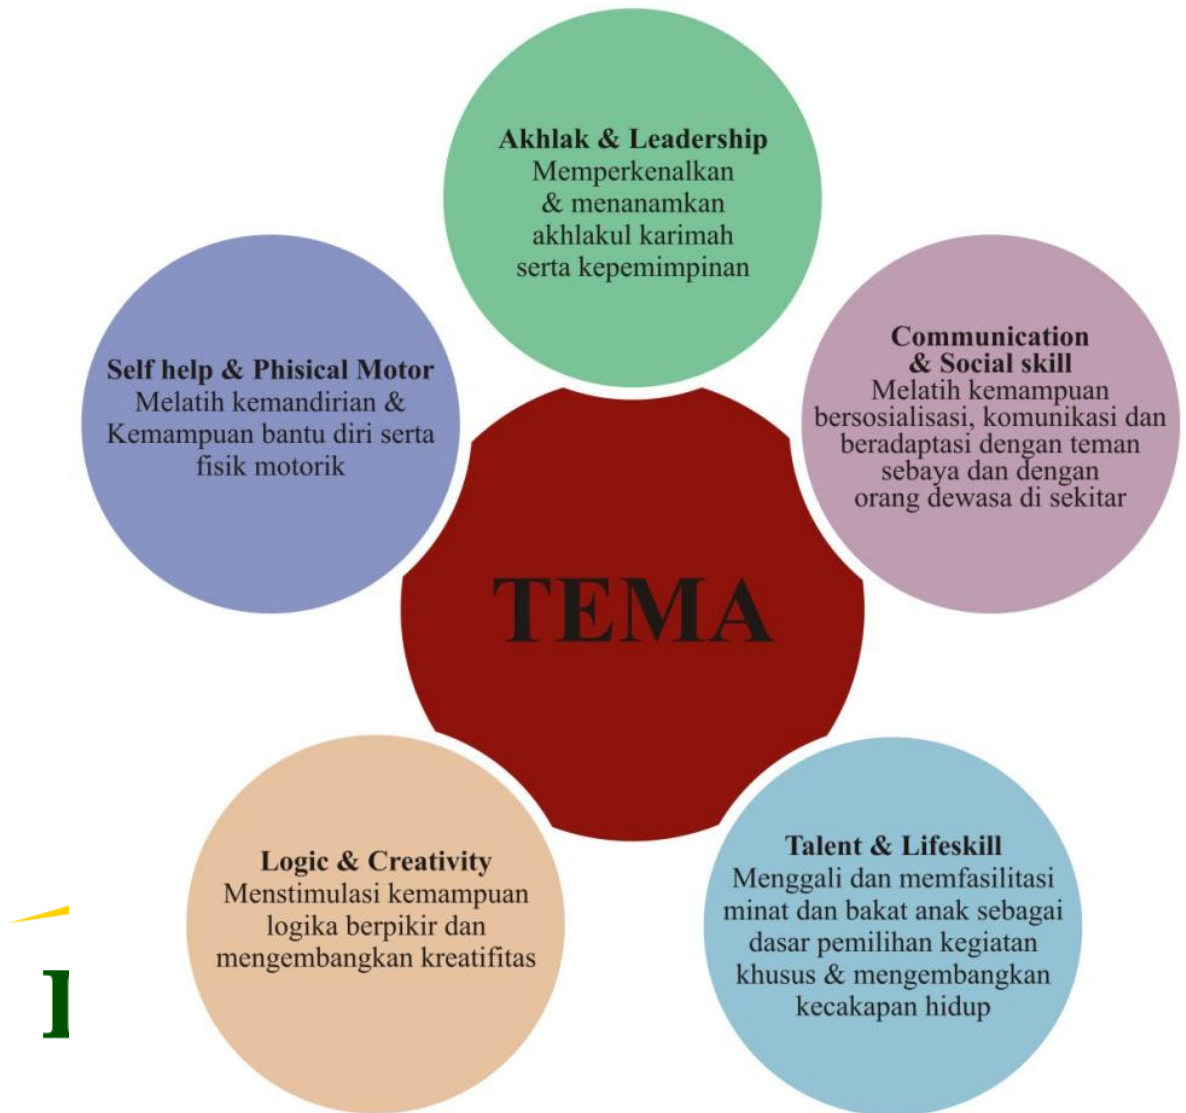 Akhlak & Leadership
Memperkenalkan
& menanamkan
akhlakul karimah
serta kepemimpinan
Communication
& Social skill
Melatih kemampuan
bersosialisasi, komunikasi dan
beradaptasi dengan teman
sebaya dan dengan
orang dewasa di sekitar
Self help & Phisical Motor
Melatih kemandirian &
Kemampuan bantu diri serta
fisik motorik
TEMA
Logic & Creativity
Menstimulasi kemampuan
logika berpikir dan
mengembangkan kreatifitas
Talent & Lifeskill
Menggali dan memfasilitasi
minat dan bakat anak sebagai
dasar pemilihan kegiatan
khusus & mengembangkan
kecakapan hidup